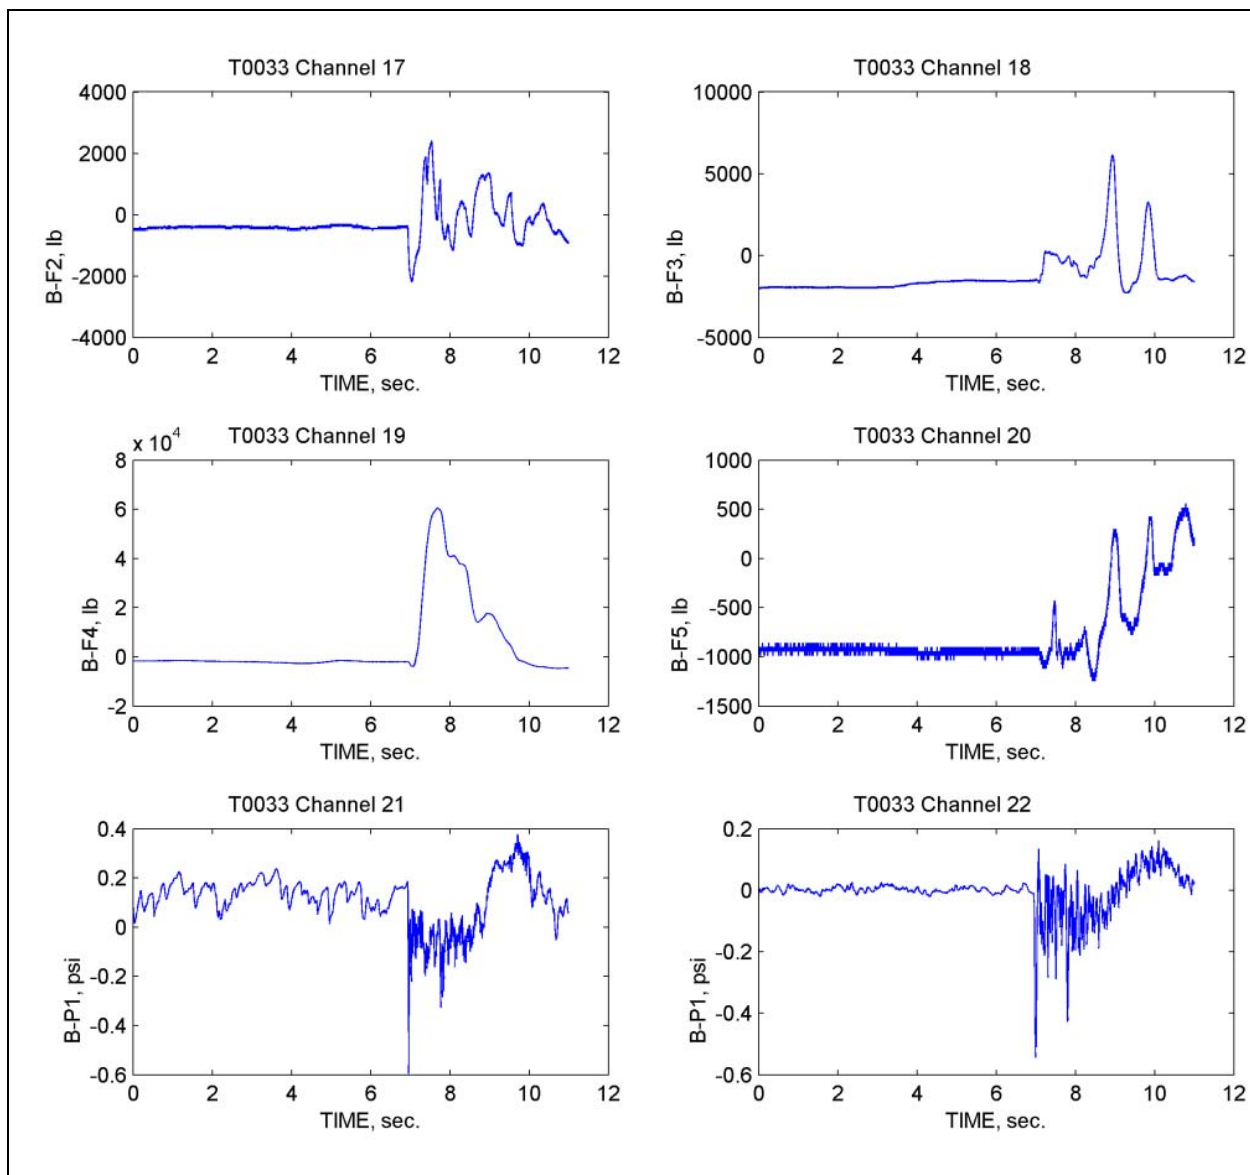 T0033 Channel 17
4000
2000
0
-2000
-4000
B-F2, lb
0 2 4 6 8 10 12
TIME, sec.
T0033 Channel 18
10000
5000
0
-5000
B-F3, lb
0 2 4 6 8 10 12
TIME, sec.
T0033 Channel 19
x 10^4
8
6
4
2
0
-2
B-F4, lb
0 2 4 6 8 10 12
TIME, sec.
T0033 Channel 20
1000
500
0
-500
-1000
-1500
B-F5, lb
0 2 4 6 8 10 12
TIME, sec.
T0033 Channel 21
0.4
0.2
0
-0.2
-0.4
-0.6
B-P1, psi
0 2 4 6 8 10 12
TIME, sec.
T0033 Channel 22
0.2
0
-0.2
-0.4
-0.6
B-P1, psi
0 2 4 6 8 10 12
TIME, sec.